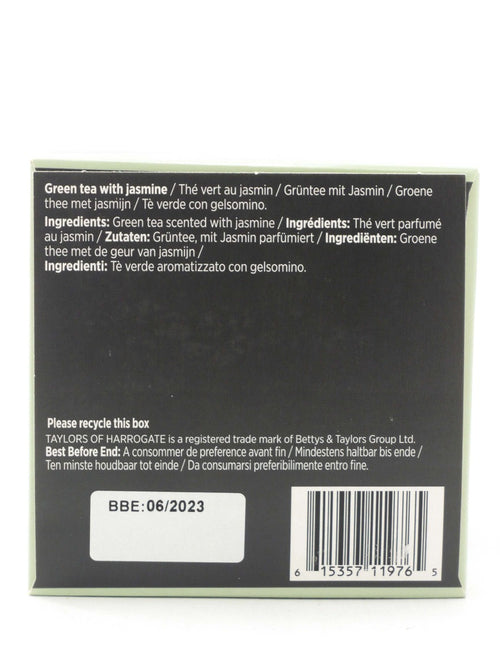 Green tea with jasmine / Thé vert au jasmin / Grüntee mit Jasmin / Groene
thee met jasmijn / Tè verde con gelsomino.
Ingredients: Green tea scented with jasmine / Ingrédients: Thé vert parfumé
au jasmin / Zutaten: Grüntee, mit Jasmin parfümiert / Ingrediënten: Groene
thee met de geur van jasmijn /
Ingredienti: Tè verde aromatizzato con gelsomino.
Please recycle this box
TAYLORS OF HARROGATE is a registered trade mark of Bettys & Taylors Group Ltd.
Best Before End: A consommer de preference avant fin / Mindestens haltbar bis ende /
Ten minste houdbaar tot einde / Da consumarsi preferibilmente entro fine.
BBE:06/2023
6 15357 11976 5